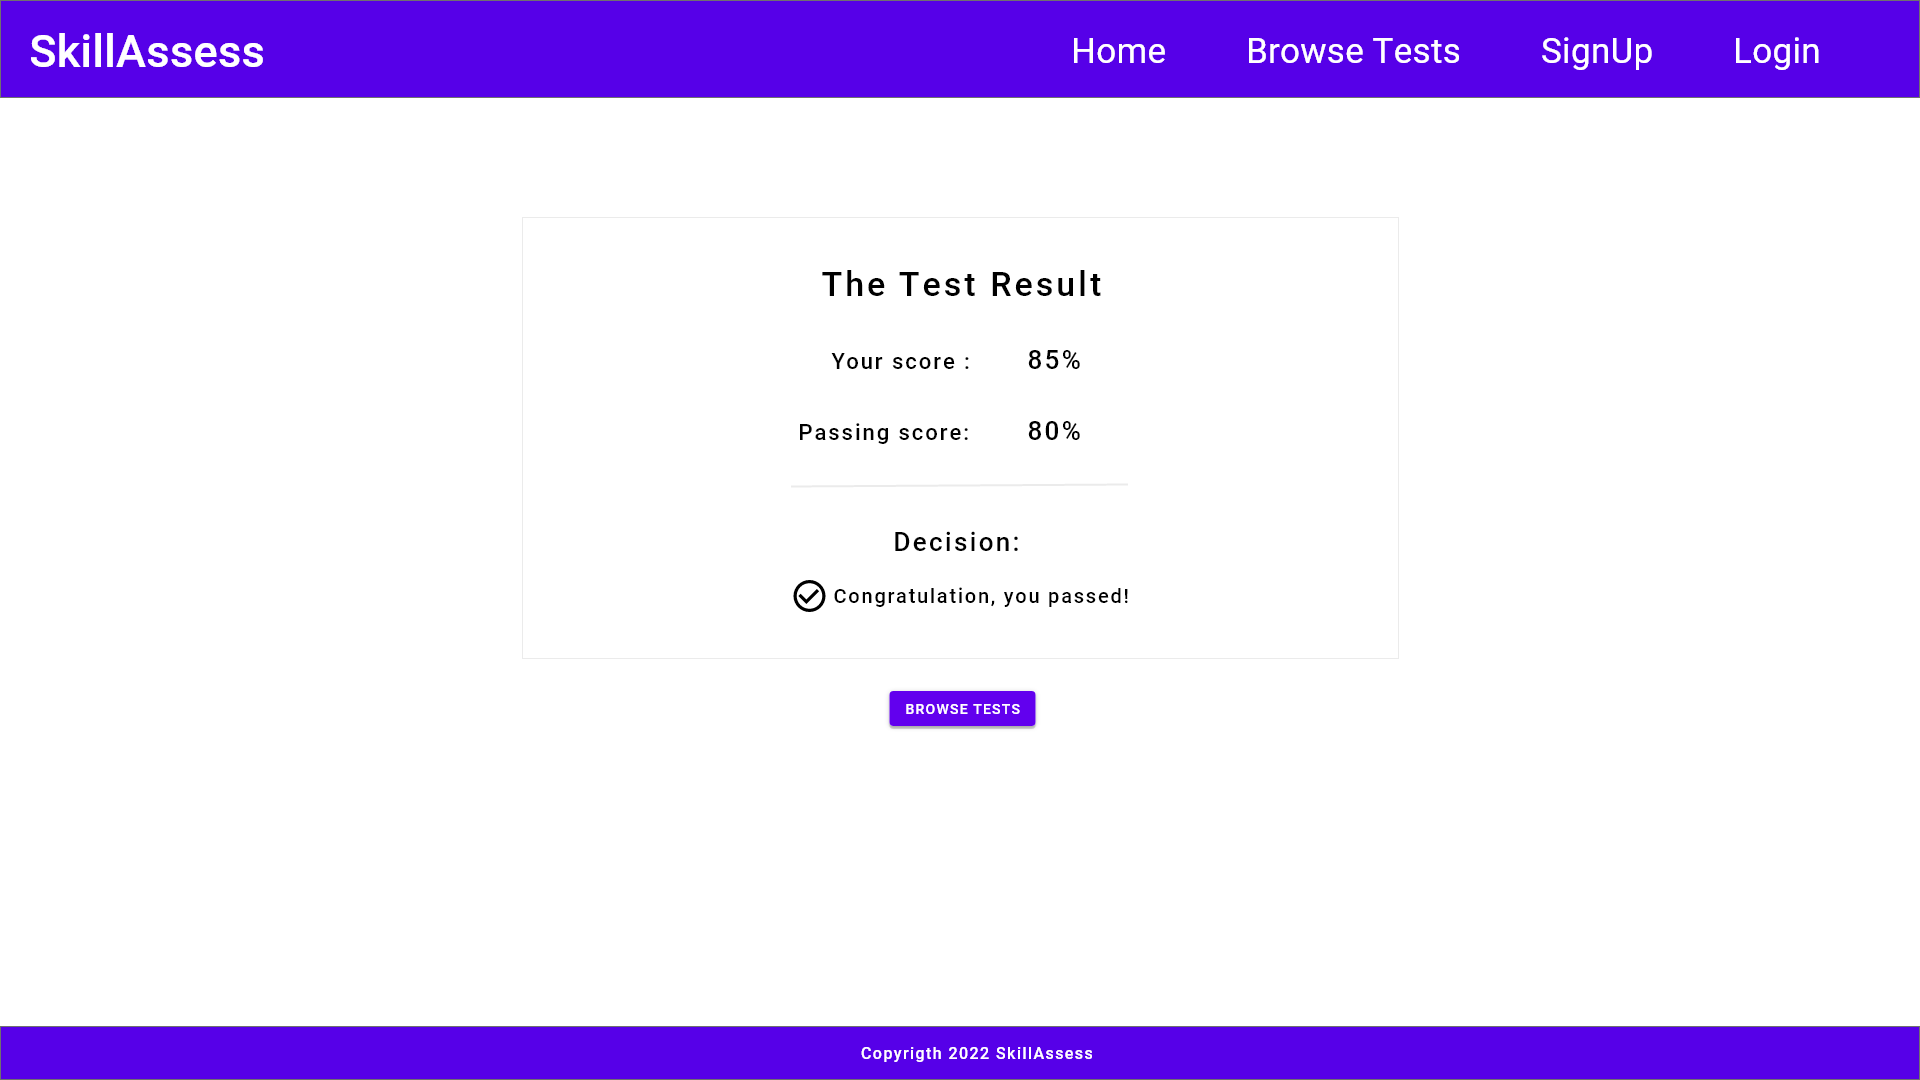 SkillAssess
Home Browse Tests SignUp Login
The Test Result
Your score : 85%
Passing score: 80%
Decision:
Congratulation, you passed!
BROWSE TESTS
Copyrigth 2022 SkillAssess